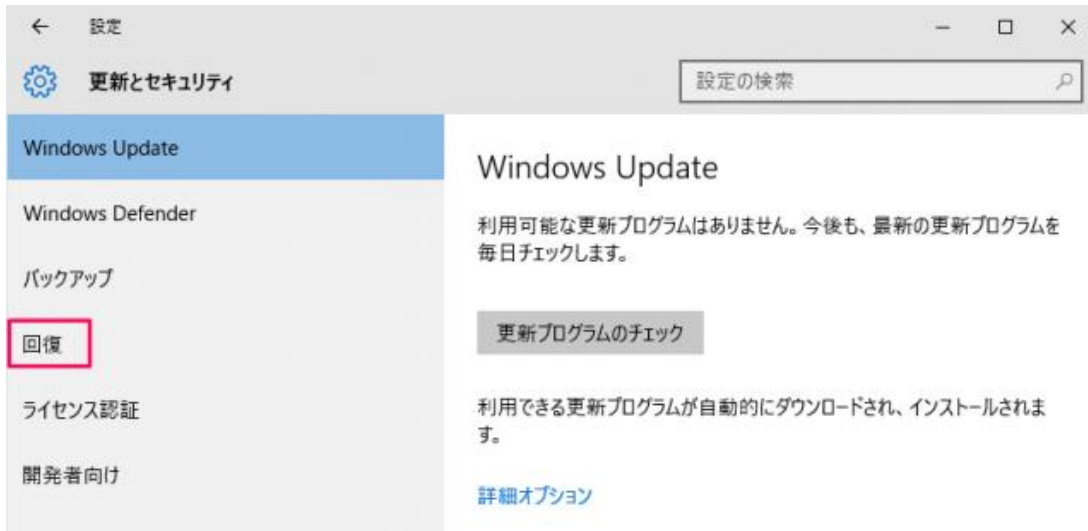 設定
更新とセキュリティ
設定の検索
Windows Update
Windows Defender
バックアップ
回復
ライセンス認証
開発者向け
Windows Update
利用可能な更新プログラムはありません。今後も、最新の更新プログラムを
毎日チェックします。
更新プログラムのチェック
利用できる更新プログラムが自動的にダウンロードされ、インストールされま
す。
詳細オプション